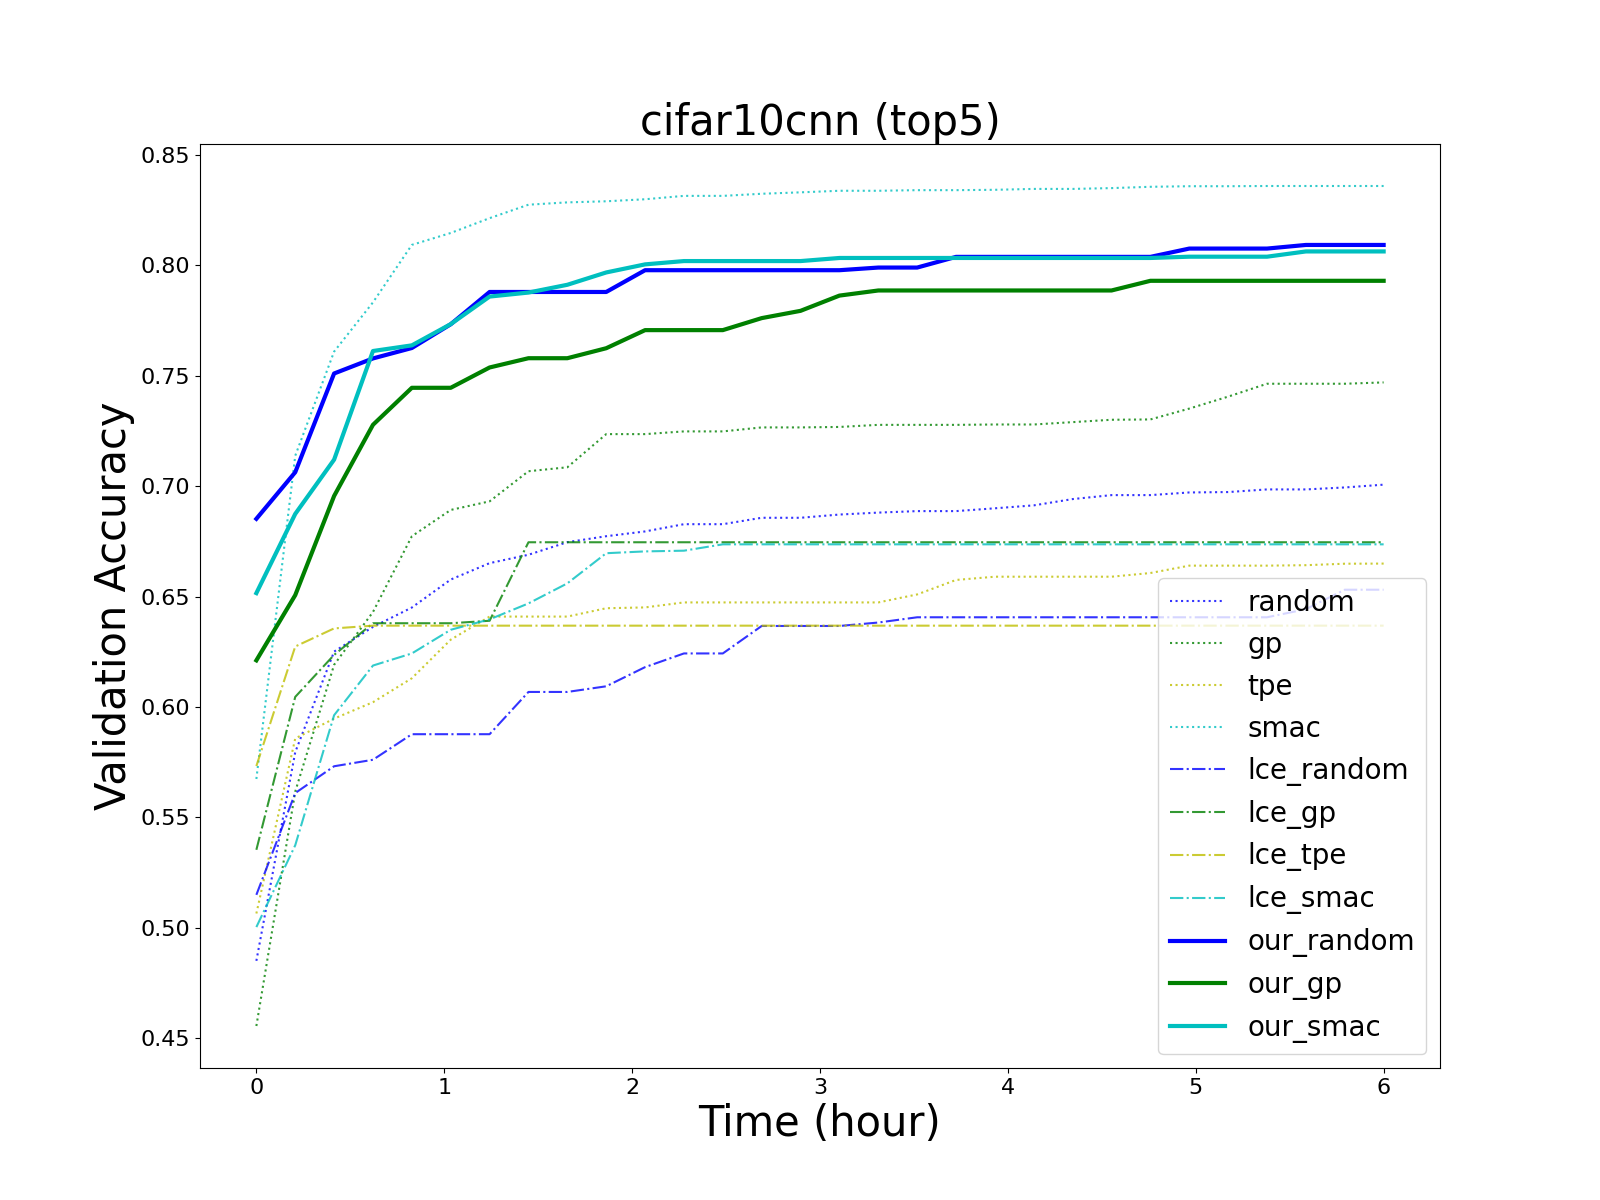 cifar10cnn (top5)
Validation Accuracy
0.85
0.80
0.75
0.70
0.65
0.60
0.55
0.50
0.45
random
gp
tpe
smac
lce_random
lce_gp
lce_tpe
lce_smac
our_random
our_gp
our_smac
0 1 2 3 4 5 6
Time (hour)